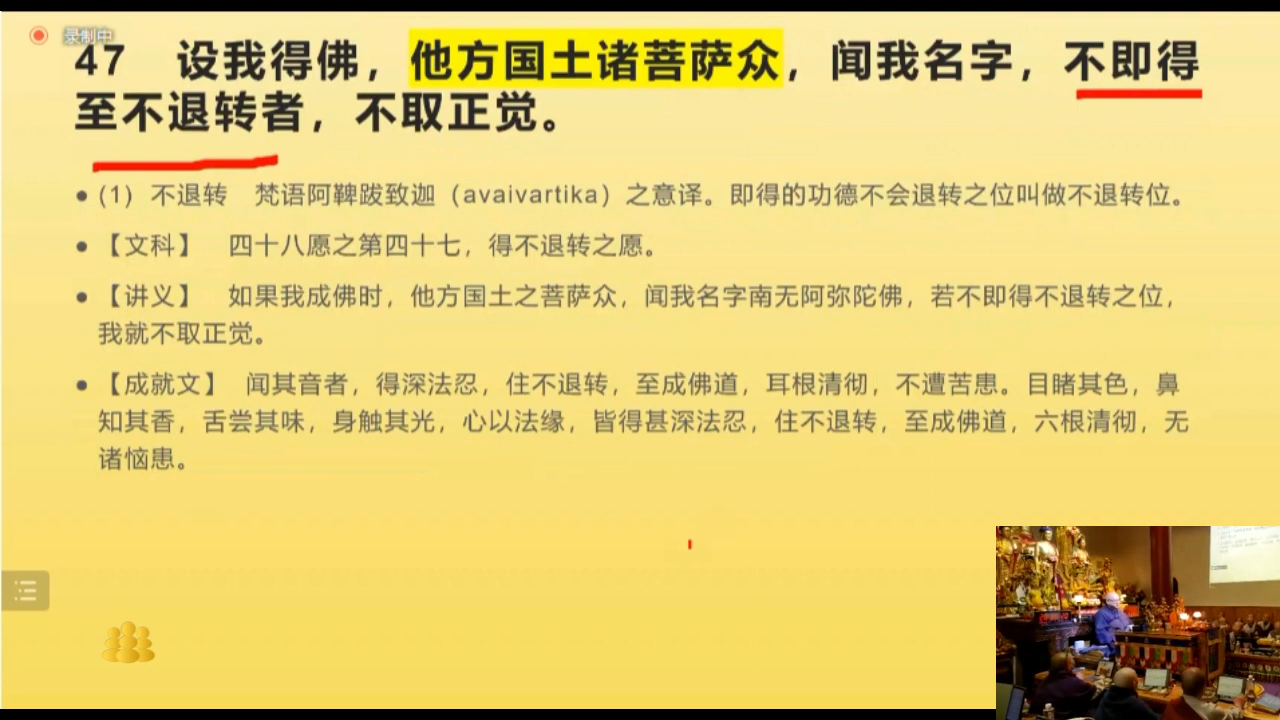 录制中
47 设我得佛，他方国土诸菩萨众，闻我名字，不即得
至不退转者，不取正觉。
(1) 不退转 梵语阿鞞跋致迦（avaivartika）之意译。即得的功德不会退转之位叫做不退转位。
【文科】 四十八愿之第四十七，得不退转之愿。
【讲义】 如果我成佛时，他方国土之菩萨众，闻我名字南无阿弥陀佛，若不即得不退转之位，
我就不取正觉。
【成就文】 闻其音者，得深法忍，住不退转，至成佛道，耳根清彻，不遭苦患。目睹其色，鼻
知其香，舌尝其味，身触其光，心以法缘，皆得甚深法忍，住不退转，至成佛道，六根清彻，无
诸恼患。